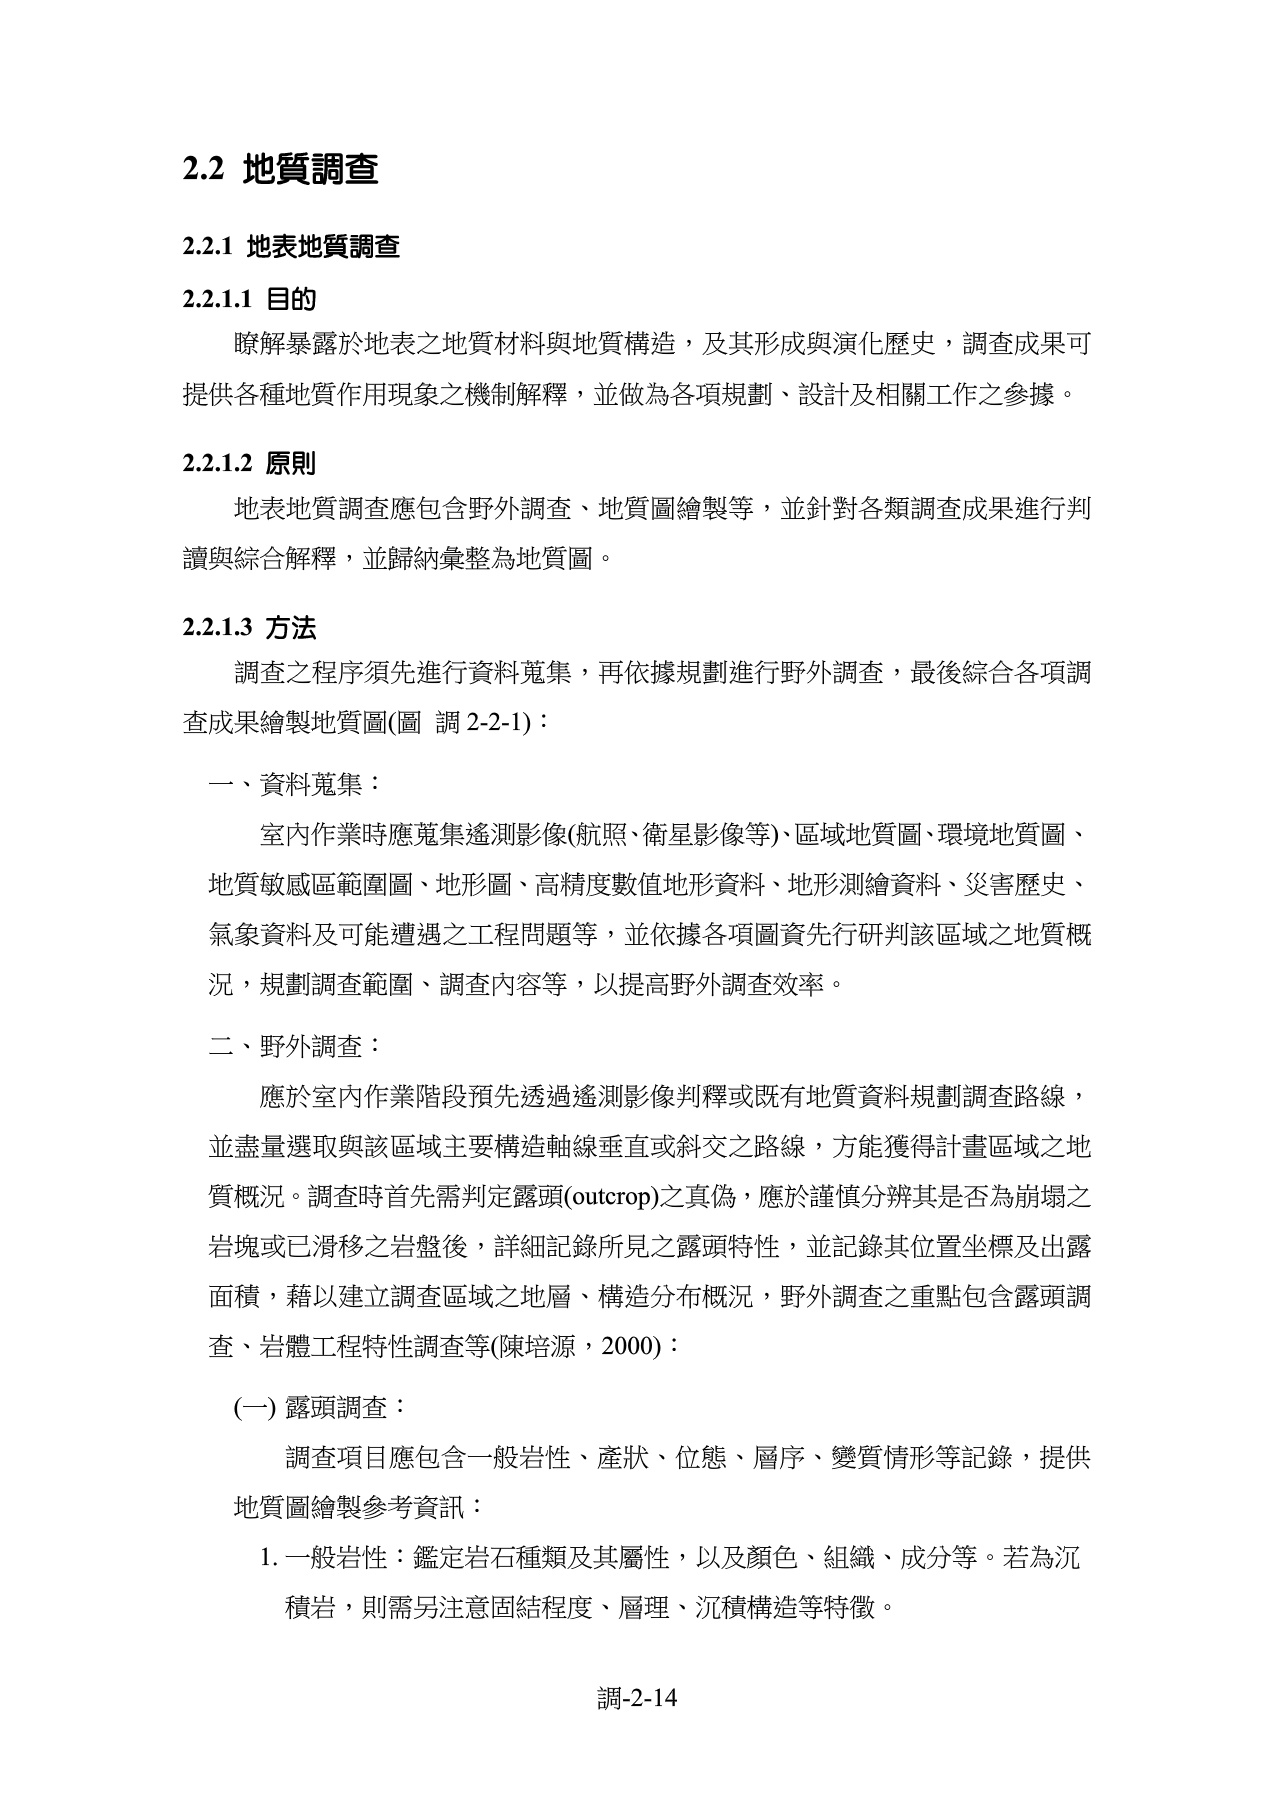 2.2 地質調查
2.2.1 地表地質調查
2.2.1.1 目的
瞭解暴露於地表之地質材料與地質構造，及其形成與演化歷史，調查成果可
提供各種地質作用現象之機制解釋，並做為各項規劃、設計及相關工作之參據。
2.2.1.2 原則
地表地質調查應包含野外調查、地質圖繪製等，並針對各類調查成果進行判
讀與綜合解釋，並歸納彙整為地質圖。
2.2.1.3 方法
調查之程序須先進行資料蒐集，再依據規劃進行野外調查，最後綜合各項調
查成果繪製地質圖(圖 調 2-2-1)：
一、資料蒐集：
室內作業時應蒐集遙測影像(航照、衛星影像等)、區域地質圖、環境地質圖、
地質敏感區範圍圖、地形圖、高精度數值地形資料、地形測繪資料、災害歷史、
氣象資料及可能遭遇之工程問題等，並依據各項圖資先行研判該區域之地質概
況，規劃調查範圍、調查內容等，以提高野外調查效率。
二、野外調查：
應於室內作業階段預先透過遙測影像判釋或既有地質資料規劃調查路線，
並盡量選取與該區域主要構造軸線垂直或斜交之路線，方能獲得計畫區域之地
質概況。調查時首先需判定露頭(outcrop)之真偽，應於謹慎分辨其是否為崩塌之
岩塊或已滑移之岩盤後，詳細記錄所見之露頭特性，並記錄其位置坐標及出露
面積，藉以建立調查區域之地層、構造分布概況，野外調查之重點包含露頭調
查、岩體工程特性調查等(陳培源，2000)：
(一) 露頭調查：
調查項目應包含一般岩性、產狀、位態、層序、變質情形等記錄，提供
地質圖繪製參考資訊：
1. 一般岩性：鑑定岩石種類及其屬性，以及顏色、組織、成分等。若為沉
積岩，則需另注意固結程度、層理、沉積構造等特徵。
調-2-14